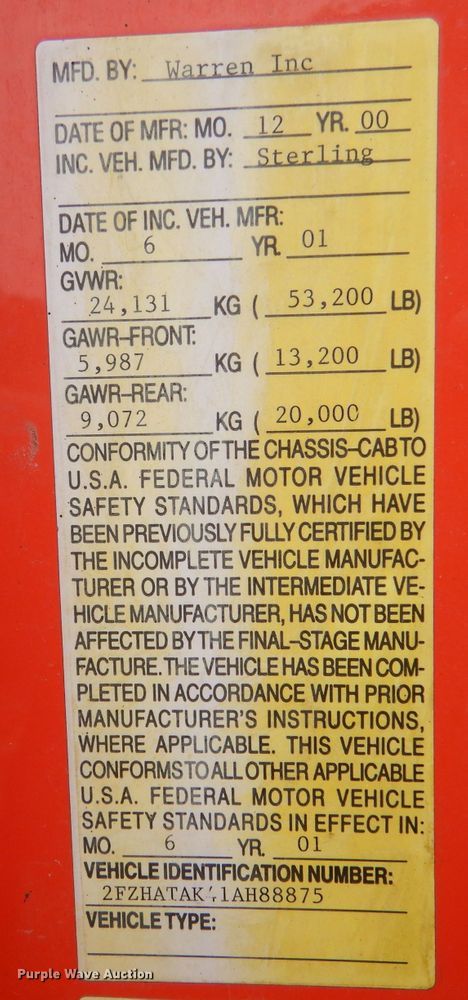 MFD. BY: Warren Inc
DATE OF MFR: MO. 12 YR. 00
INC. VEH. MFD. BY: Sterling
DATE OF INC. VEH. MFR:
MO. 6 YR. 01
GVWR:
24,131 KG ( 53,200 LB)
GAWR-FRONT:
5,987 KG ( 13,200 LB)
GAWR-REAR:
9,072 KG ( 20,000 LB)
CONFORMITY OF THE CHASSIS-CAB TO
U.S.A. FEDERAL MOTOR VEHICLE
SAFETY STANDARDS, WHICH HAVE
BEEN PREVIOUSLY FULLY CERTIFIED BY
THE INCOMPLETE VEHICLE MANUFAC-
TURER OR BY THE INTERMEDIATE VE-
HICLE MANUFACTURER, HAS NOT BEEN
AFFECTED BY THE FINAL-STAGE MANU-
FACTURE. THE VEHICLE HAS BEEN COM-
PLETED IN ACCORDANCE WITH PRIOR
MANUFACTURER'S INSTRUCTIONS,
WHERE APPLICABLE. THIS VEHICLE
CONFORMS TO ALL OTHER APPLICABLE
U.S.A. FEDERAL MOTOR VEHICLE
SAFETY STANDARDS IN EFFECT IN:
MO. 6 YR. 01
VEHICLE IDENTIFICATION NUMBER:
2FZHATAK'1AH88875
VEHICLE TYPE:
Purple Wave Auction